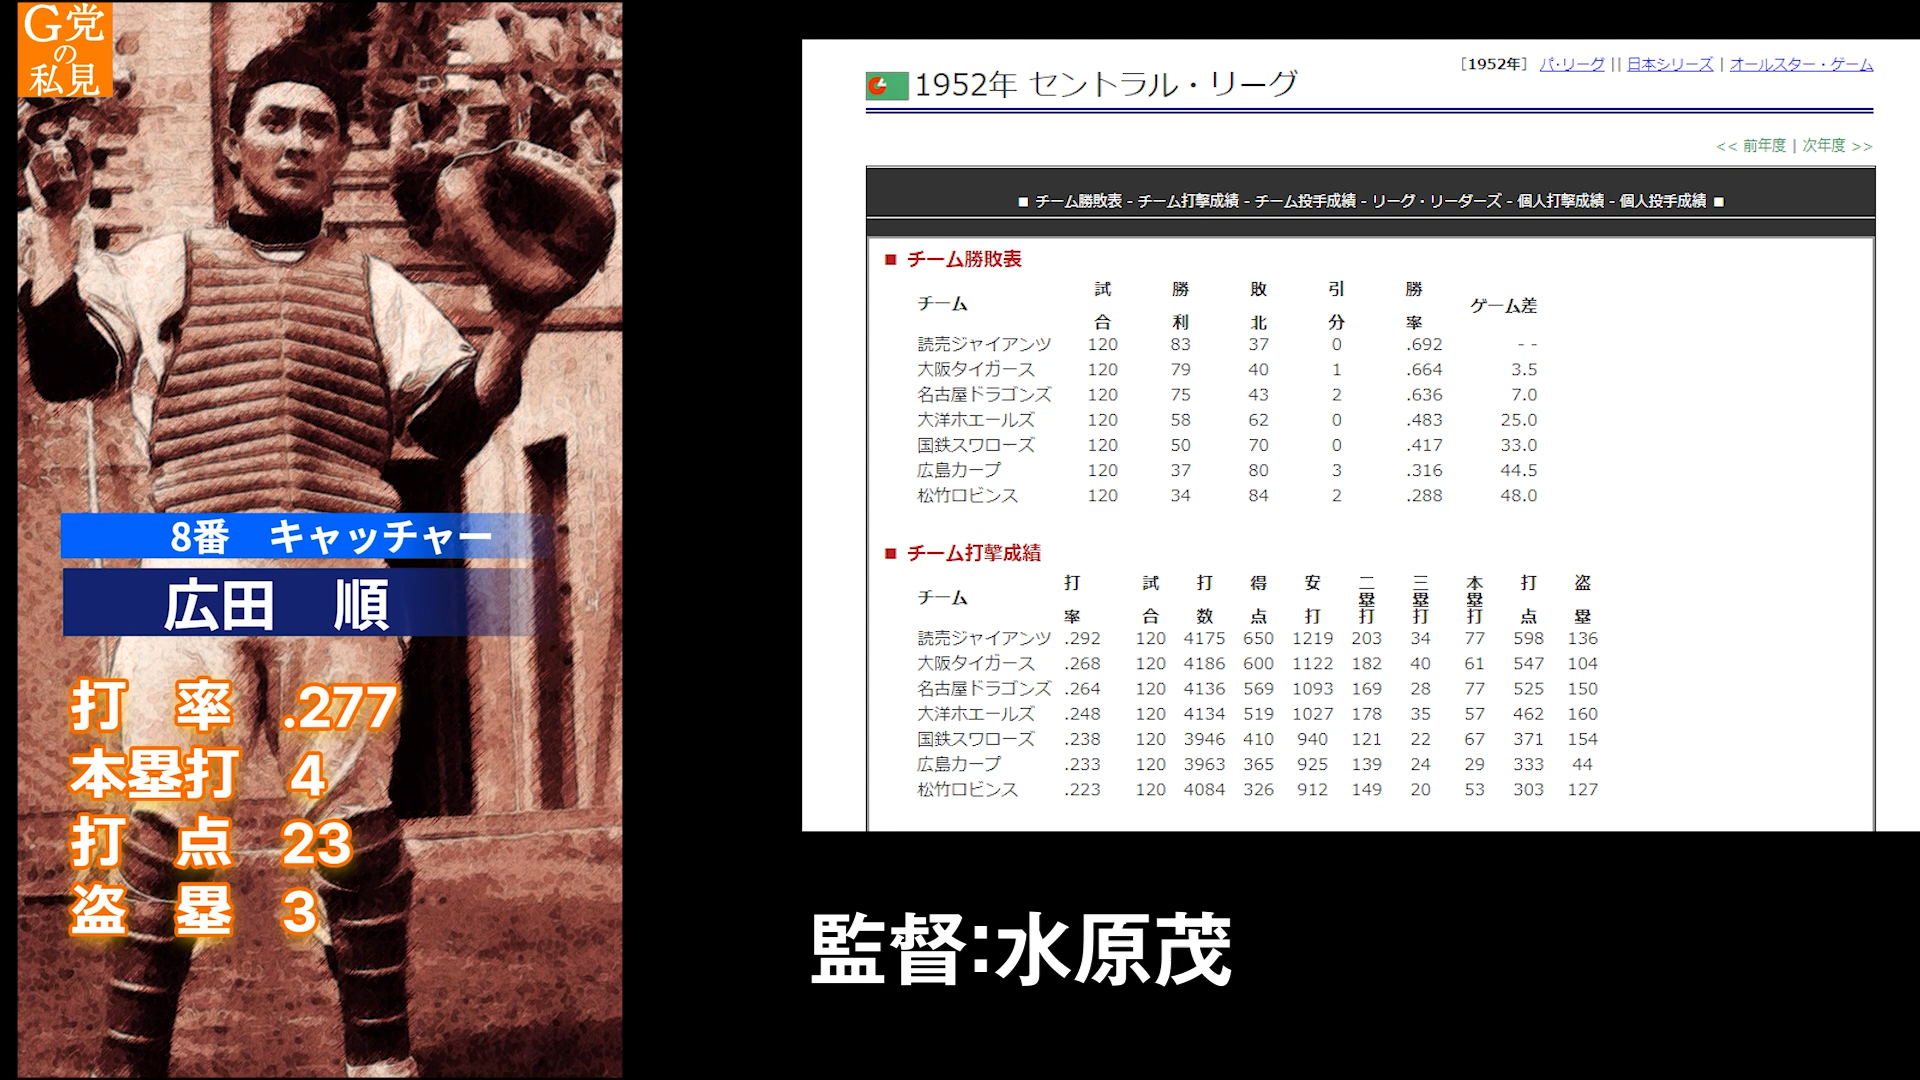 G党
の
私見
8番　キャッチャー
広田　順
打　率　.277
本塁打　4
打　点　23
盗　塁　3
［1952年］ パ・リーグ || 日本シリーズ | オールスター・ゲーム
1952年 セントラル・リーグ
<< 前年度 | 次年度 >>
■ チーム勝敗表 - チーム打撃成績 - チーム投手成績 - リーグ・リーダーズ - 個人打撃成績 - 個人投手成績 ■
■ チーム勝敗表
チーム 試合 勝利 敗北 引分 勝率 ゲーム差
読売ジャイアンツ 120 83 37 0 .692 - -
大阪タイガース 120 79 40 1 .664 3.5
名古屋ドラゴンズ 120 75 43 2 .636 7.0
大洋ホエールズ 120 58 62 0 .483 25.0
国鉄スワローズ 120 50 70 0 .417 33.0
広島カープ 120 37 80 3 .316 44.5
松竹ロビンス 120 34 84 2 .288 48.0
■ チーム打撃成績
チーム 打率 試合 打数 得点 安打 二塁打 三塁打 本塁打 打点 盗塁
読売ジャイアンツ .292 120 4175 650 1219 203 34 77 598 136
大阪タイガース .268 120 4186 600 1122 182 40 61 547 104
名古屋ドラゴンズ .264 120 4136 569 1093 169 28 77 525 150
大洋ホエールズ .248 120 4134 519 1027 178 35 57 462 160
国鉄スワローズ .238 120 3946 410 940 121 22 67 371 154
広島カープ .233 120 3963 365 925 139 24 29 333 44
松竹ロビンス .223 120 4084 326 912 149 20 53 303 127
監督:水原茂